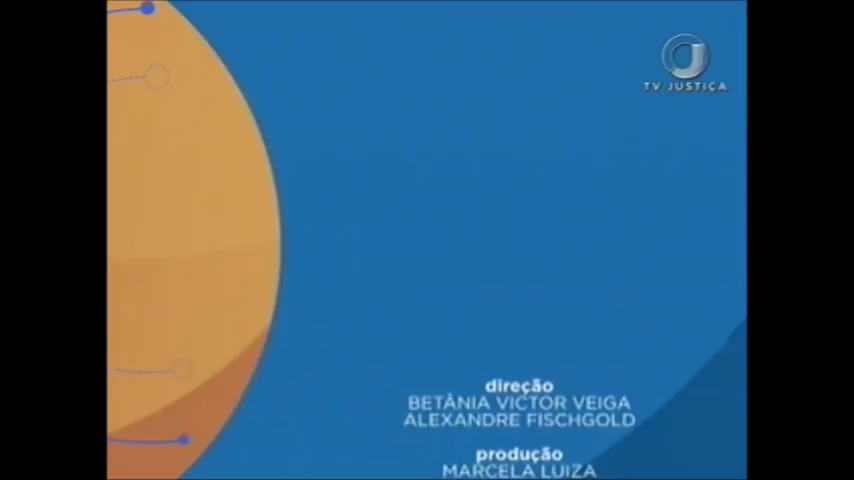 TV JUSTIÇA
direção
BETÂNIA VICTOR VEIGA
ALEXANDRE FISCHGOLD
produção
MARCELA LUIZA